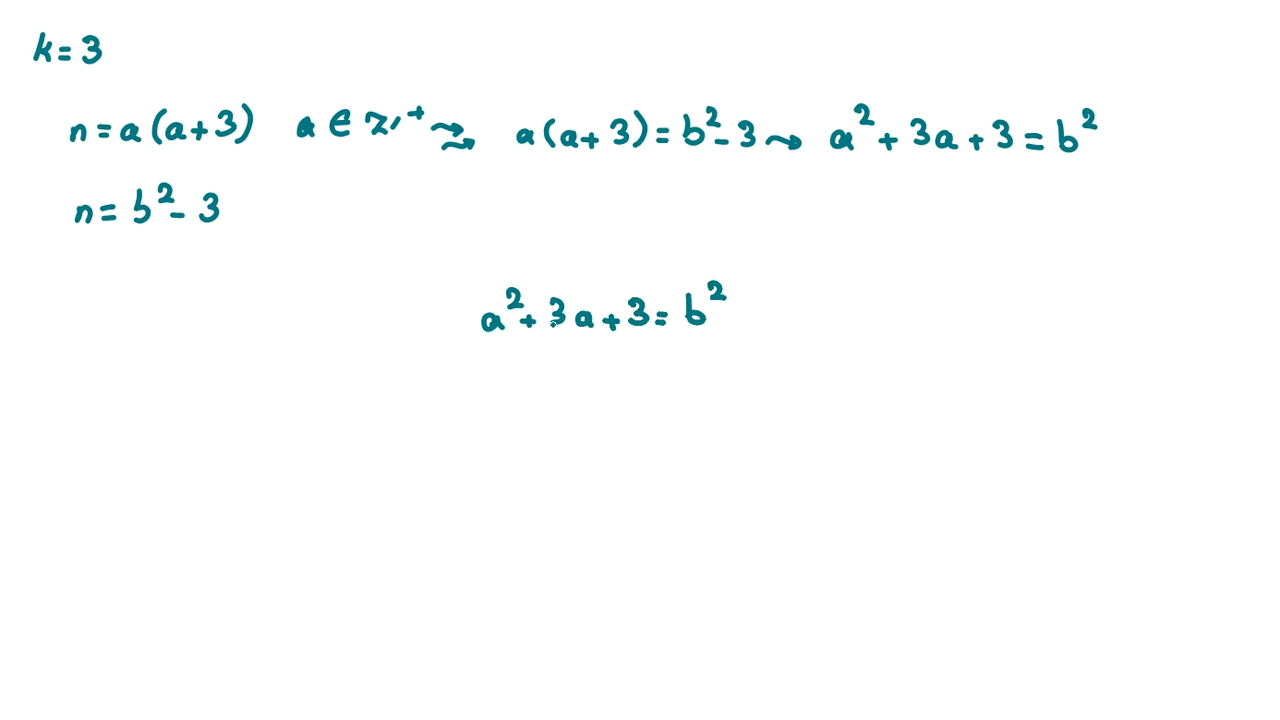 k=3
n=a(a+3) a∈ℤ⁺ ⇝ a(a+3)=b²-3⇝ a²+3a+3=b²
n=b²-3
a²+3a+3=b²